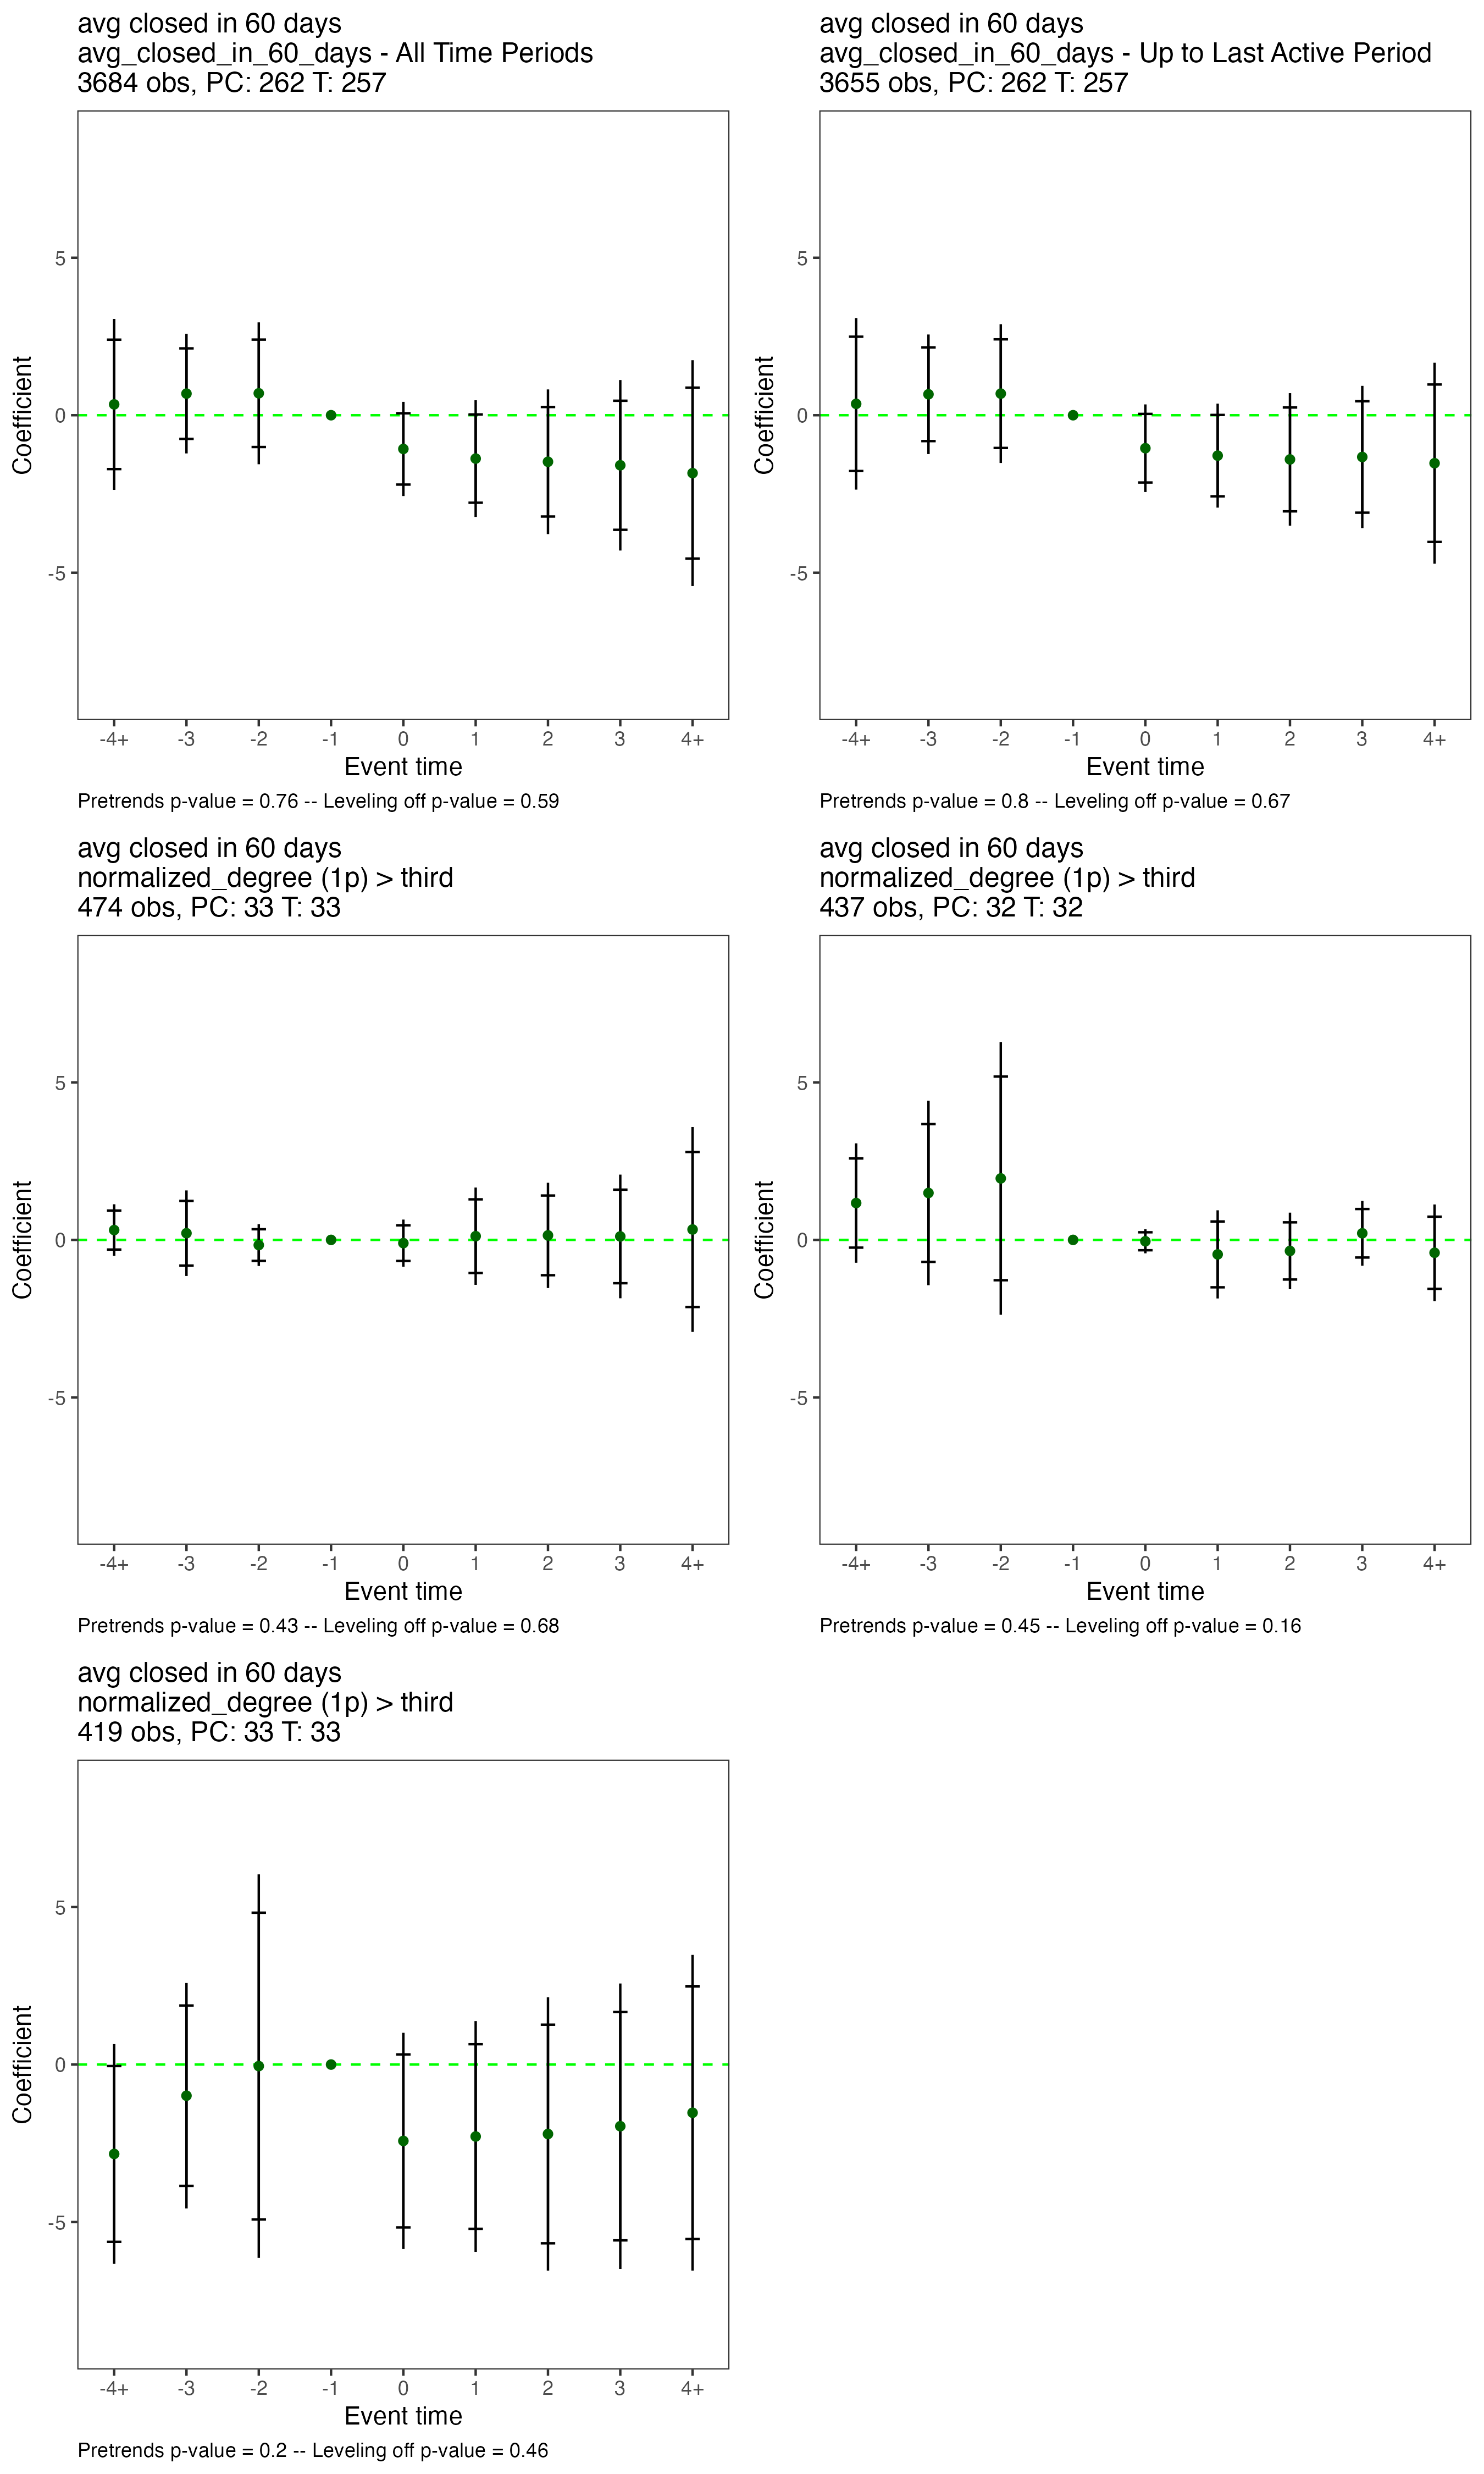 avg closed in 60 days
avg_closed_in_60_days - All Time Periods
3684 obs, PC: 262 T: 257
5
0
-5
Coefficient
-4+ -3 -2 -1 0 1 2 3 4+
Event time
Pretrends p-value = 0.76 -- Leveling off p-value = 0.59
avg closed in 60 days
avg_closed_in_60_days - Up to Last Active Period
3655 obs, PC: 262 T: 257
5
0
-5
Coefficient
-4+ -3 -2 -1 0 1 2 3 4+
Event time
Pretrends p-value = 0.8 -- Leveling off p-value = 0.67
avg closed in 60 days
normalized_degree (1p) > third
474 obs, PC: 33 T: 33
5
0
-5
Coefficient
-4+ -3 -2 -1 0 1 2 3 4+
Event time
Pretrends p-value = 0.43 -- Leveling off p-value = 0.68
avg closed in 60 days
normalized_degree (1p) > third
437 obs, PC: 32 T: 32
5
0
-5
Coefficient
-4+ -3 -2 -1 0 1 2 3 4+
Event time
Pretrends p-value = 0.45 -- Leveling off p-value = 0.16
avg closed in 60 days
normalized_degree (1p) > third
419 obs, PC: 33 T: 33
5
0
-5
Coefficient
-4+ -3 -2 -1 0 1 2 3 4+
Event time
Pretrends p-value = 0.2 -- Leveling off p-value = 0.46